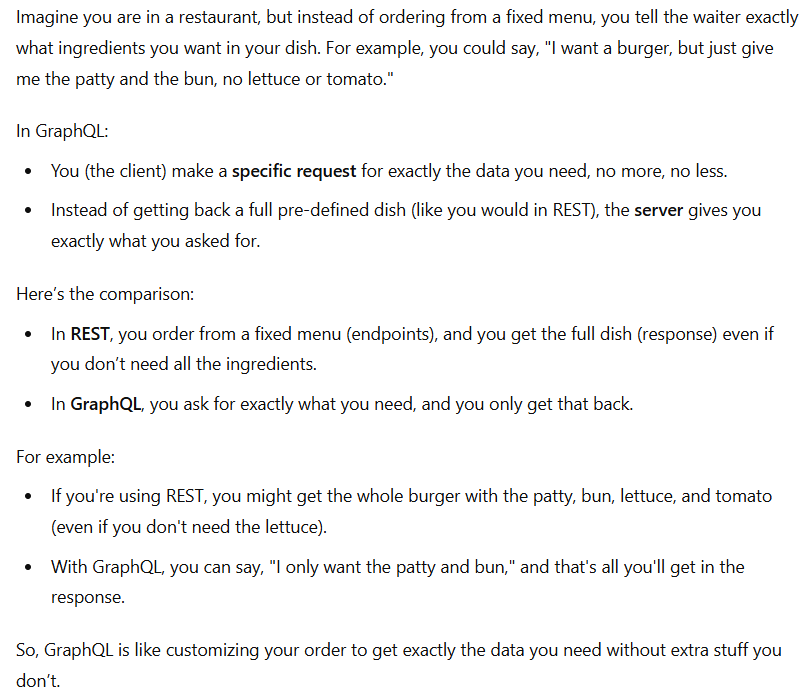 Imagine you are in a restaurant, but instead of ordering from a fixed menu, you tell the waiter exactly
what ingredients you want in your dish. For example, you could say, "I want a burger, but just give
me the patty and the bun, no lettuce or tomato."
In GraphQL:
• You (the client) make a specific request for exactly the data you need, no more, no less.
• Instead of getting back a full pre-defined dish (like you would in REST), the server gives you
exactly what you asked for.
Here's the comparison:
• In REST, you order from a fixed menu (endpoints), and you get the full dish (response) even if
you don't need all the ingredients.
• In GraphQL, you ask for exactly what you need, and you only get that back.
For example:
• If you're using REST, you might get the whole burger with the patty, bun, lettuce, and tomato
(even if you don't need the lettuce).
• With GraphQL, you can say, "I only want the patty and bun," and that's all you'll get in the
response.
So, GraphQL is like customizing your order to get exactly the data you need without extra stuff you
don't.